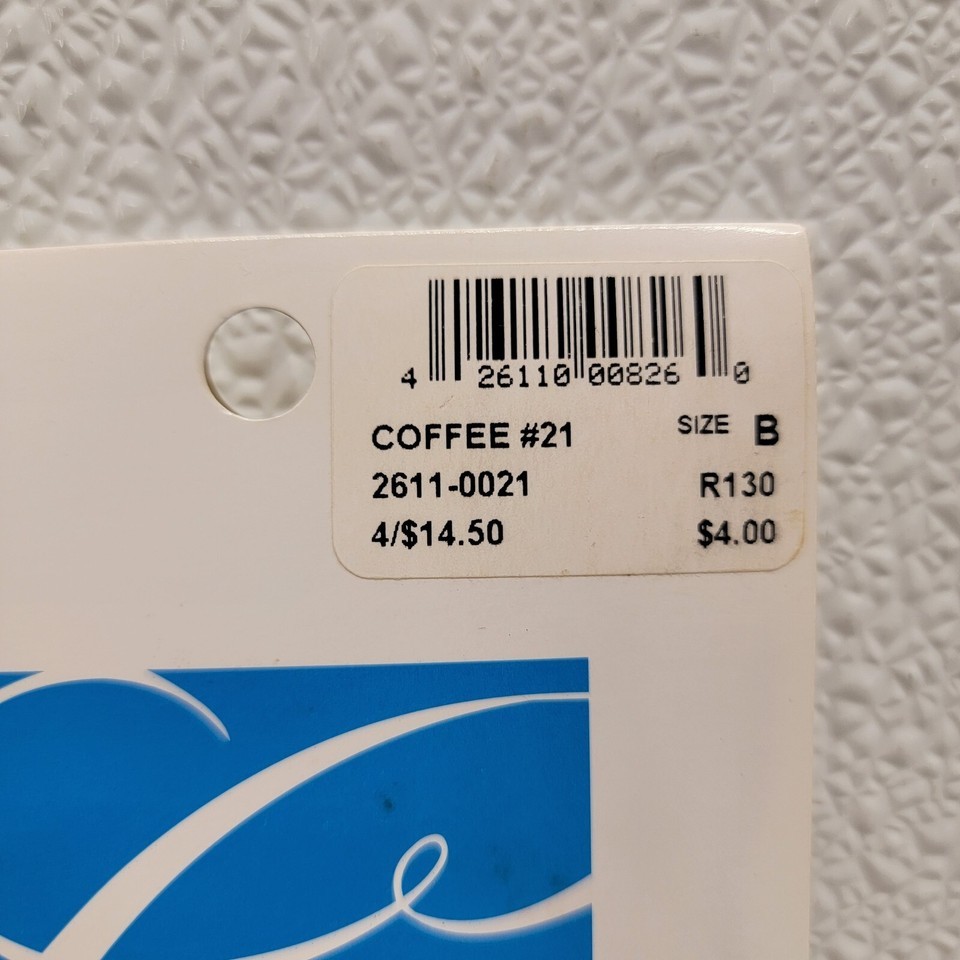 4 26110 00826 0
COFFEE #21 SIZE B
2611-0021 R130
4/$14.50 $4.00